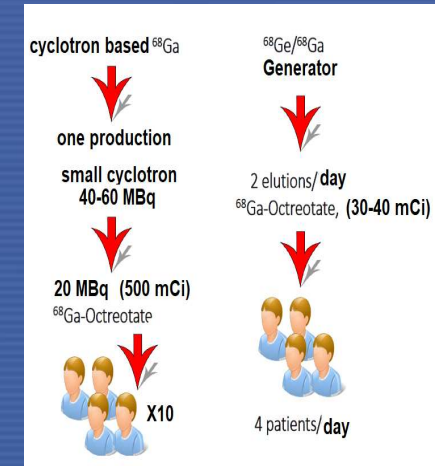 cyclotron based ⁶⁸Ga
one production
small cyclotron
40-60 MBq
20 MBq (500 mCi)
⁶⁸Ga-Octreotate
X10
⁶⁸Ge/⁶⁸Ga
Generator
2 elutions/day
⁶⁸Ga-Octreotate, (30-40 mCi)
4 patients/day